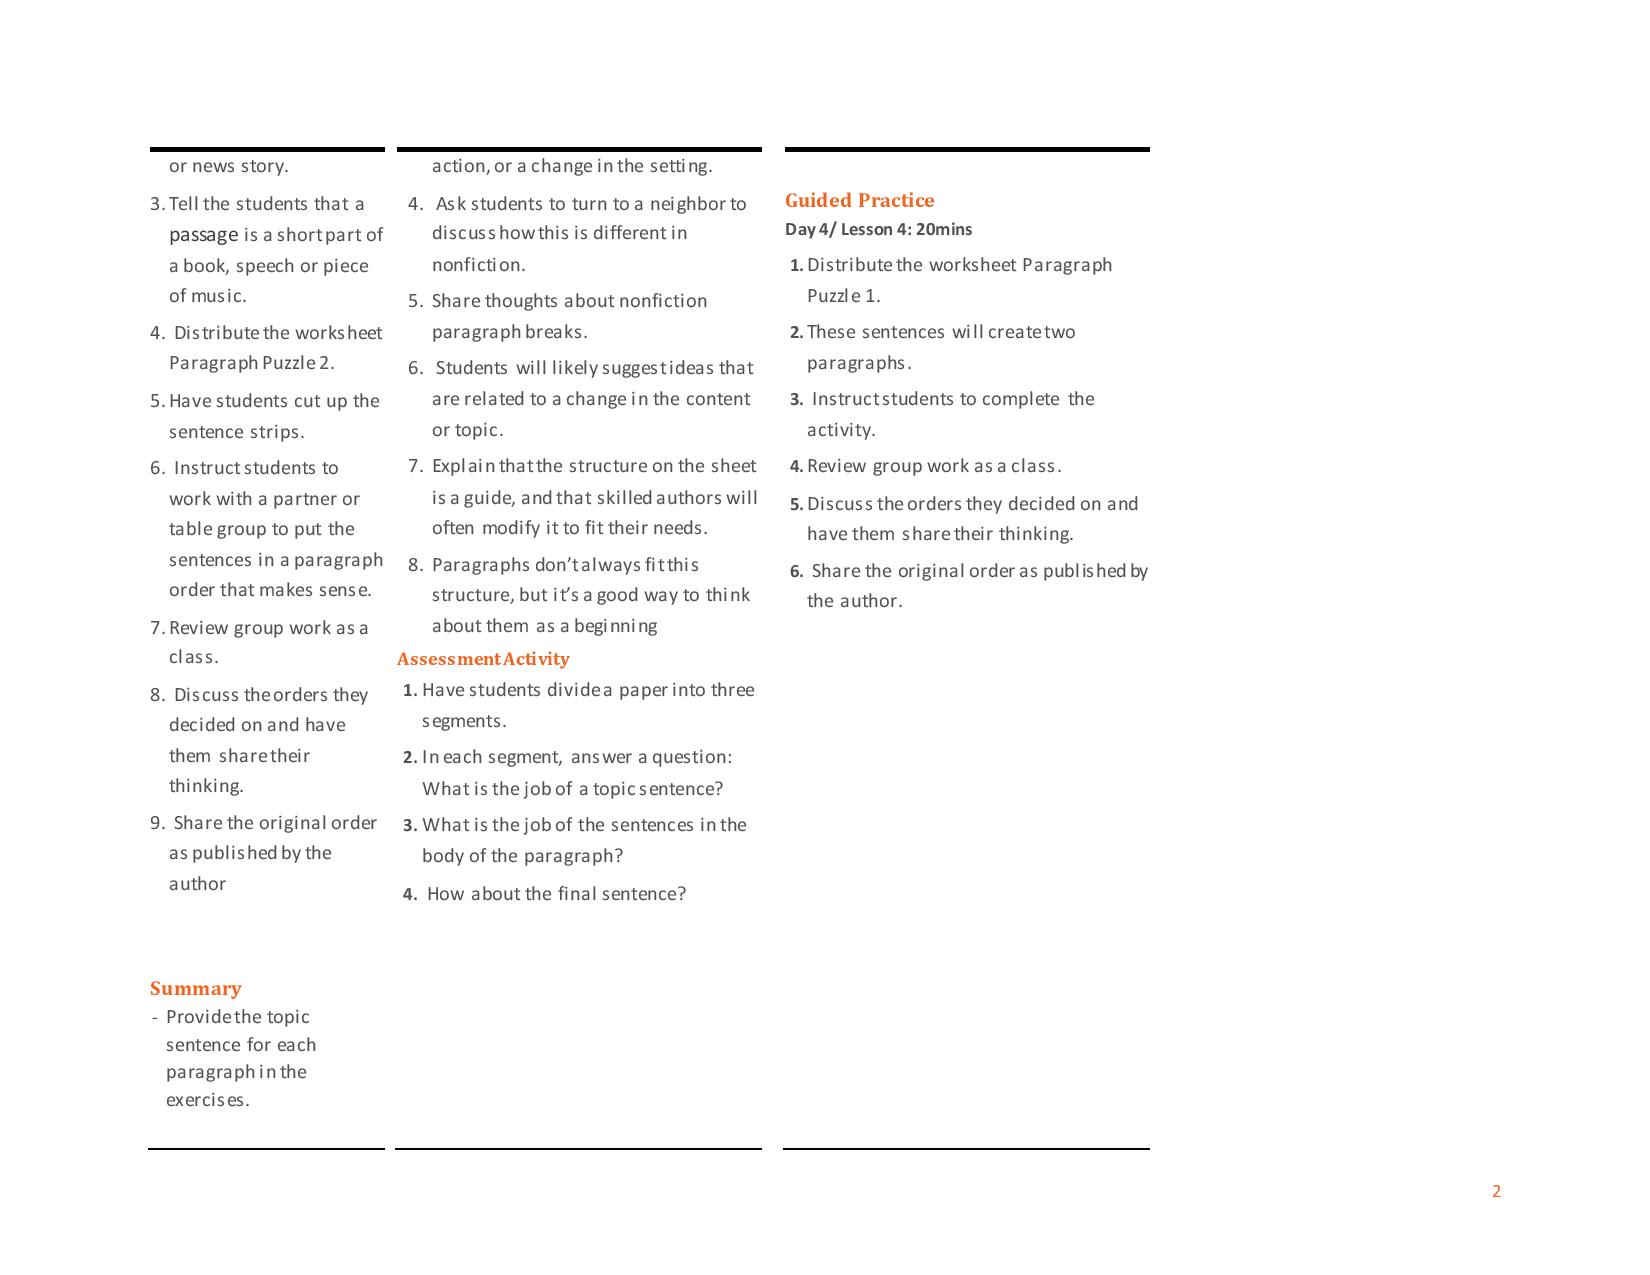 or news story.
3. Tell the students that a
passage is a short part of
a book, speech or piece
of music.
4. Distribute the worksheet
Paragraph Puzzle 2.
5. Have students cut up the
sentence strips.
6. Instruct students to
work with a partner or
table group to put the
sentences in a paragraph
order that makes sense.
7. Review group work as a
class.
8. Discuss the orders they
decided on and have
them share their
thinking.
9. Share the original order
as published by the
author
Summary
- Provide the topic
sentence for each
paragraph in the
exercises.
action, or a change in the setting.
4. Ask students to turn to a neighbor to
discuss how this is different in
nonfiction.
5. Share thoughts about nonfiction
paragraph breaks.
6. Students will likely suggest ideas that
are related to a change in the content
or topic.
7. Explain that the structure on the sheet
is a guide, and that skilled authors will
often modify it to fit their needs.
8. Paragraphs don’t always fit this
structure, but it’s a good way to think
about them as a beginning
Assessment Activity
1. Have students divide a paper into three
segments.
2. In each segment, answer a question:
What is the job of a topic sentence?
3. What is the job of the sentences in the
body of the paragraph?
4. How about the final sentence?
Guided Practice
Day 4/ Lesson 4: 20mins
1. Distribute the worksheet Paragraph
Puzzle 1.
2. These sentences will create two
paragraphs.
3. Instruct students to complete the
activity.
4. Review group work as a class.
5. Discuss the orders they decided on and
have them share their thinking.
6. Share the original order as published by
the author.
2